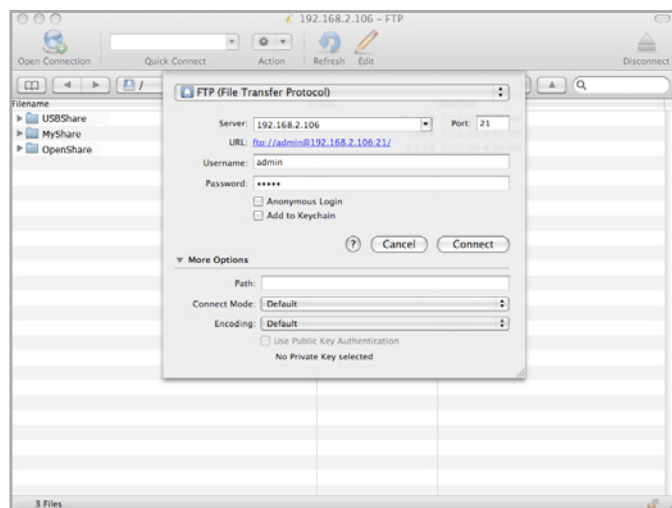 192.168.2.106 – FTP
Open Connection
Quick Connect
Action
Refresh
Edit
Disconnect
/
Filename
USBShare
MyShare
OpenShare
FTP (File Transfer Protocol)
Server: 192.168.2.106 Port: 21
URL: ftp://admin@192.168.2.106:21/
Username: admin
Password: •••••
Anonymous Login
Add to Keychain
? Cancel Connect
More Options
Path:
Connect Mode: Default
Encoding: Default
Use Public Key Authentication
No Private Key selected
3 Files